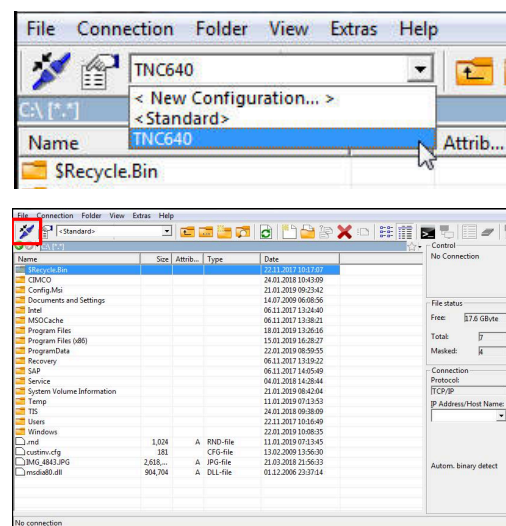 File Connection Folder View Extras Help
TNC640
< New Configuration... >
<Standard>
TNC640
C:\ [*.*]
Name Attrib...
$Recycle.Bin
File Connection Folder View Extras Help
<Standard>
Name Size Attrib... Type Date
$Recycle.Bin 22.11.2017 10:17:07
CIMCO 24.01.2018 10:43:09
Config.Msi 21.01.2019 09:23:42
Documents and Settings 14.07.2009 06:08:56
Intel 06.11.2017 13:24:40
MSOCache 06.11.2017 13:38:21
Program Files 18.01.2019 13:26:16
Program Files (x86) 15.01.2019 16:28:27
ProgramData 22.01.2019 08:59:55
Recovery 06.11.2017 13:19:22
SAP 06.11.2017 14:05:49
Service 04.01.2018 14:28:44
System Volume Information 21.01.2019 08:42:04
Temp 11.01.2019 07:13:53
TIS 24.01.2018 09:38:09
Users 22.11.2017 10:16:49
Windows 22.01.2019 10:08:35
.rnd 1,024 A RND-file 11.01.2019 07:13:45
custinv.cfg 181 CFG-file 13.02.2009 13:56:30
IMG_4843.JPG 2,618,... A JPG-file 21.03.2018 21:56:33
msdia80.dll 904,704 A DLL-file 01.12.2006 23:37:14
Control
No Connection
File status
Free: 17.6 GByte
Total: 7
Masked: 4
Connection
Protocol:
TCP/IP
IP Address/Host Name:
Autom. binary detect
No connection